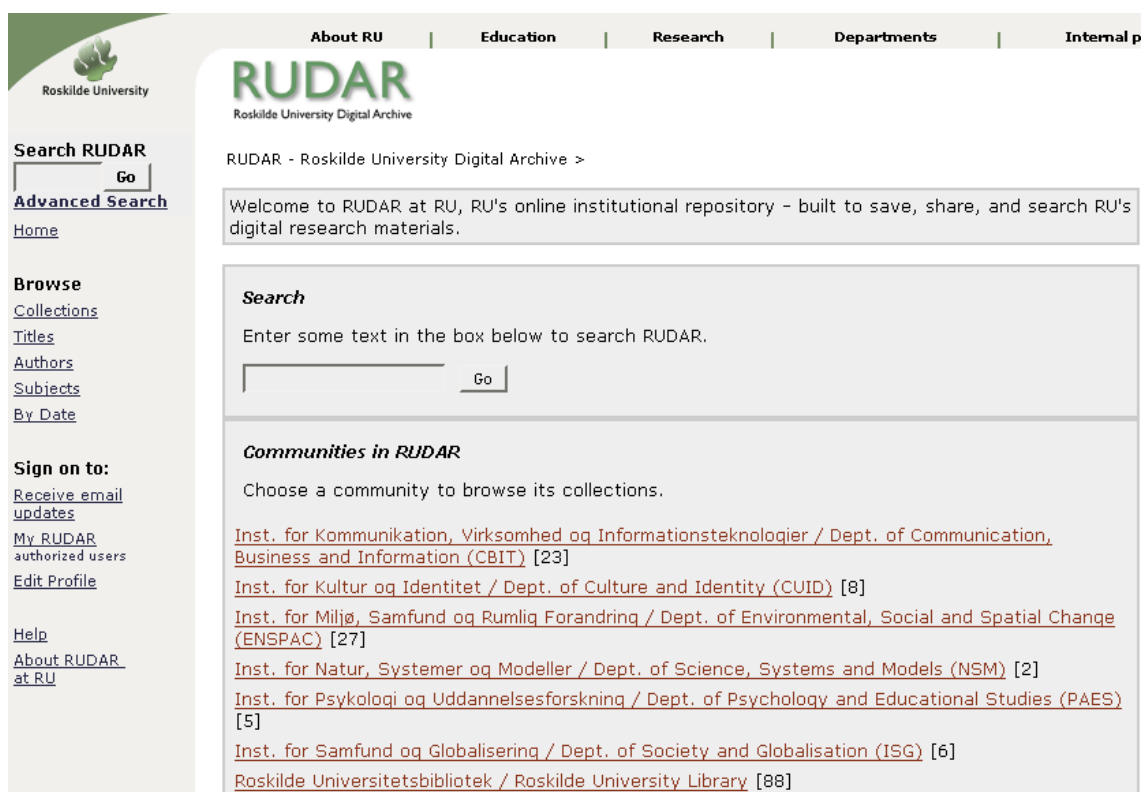 About RU | Education | Research | Departments | Internal p
Roskilde University
RUDAR
Roskilde University Digital Archive
Search RUDAR
Go
Advanced Search
Home
Browse
Collections
Titles
Authors
Subjects
By Date
Sign on to:
Receive email
updates
My RUDAR
authorized users
Edit Profile
Help
About RUDAR
at RU
RUDAR - Roskilde University Digital Archive >
Welcome to RUDAR at RU, RU's online institutional repository – built to save, share, and search RU's
digital research materials.
Search
Enter some text in the box below to search RUDAR.
Go
Communities in RUDAR
Choose a community to browse its collections.
Inst. for Kommunikation, Virksomhed og Informationsteknologier / Dept. of Communication,
Business and Information (CBIT) [23]
Inst. for Kultur og Identitet / Dept. of Culture and Identity (CUID) [8]
Inst. for Miljø, Samfund og Rumlig Forandring / Dept. of Environmental, Social and Spatial Change
(ENSPAC) [27]
Inst. for Natur, Systemer og Modeller / Dept. of Science, Systems and Models (NSM) [2]
Inst. for Psykologi og Uddannelsesforskning / Dept. of Psychology and Educational Studies (PAES)
[5]
Inst. for Samfund og Globalisering / Dept. of Society and Globalisation (ISG) [6]
Roskilde Universitetsbibliotek / Roskilde University Library [88]